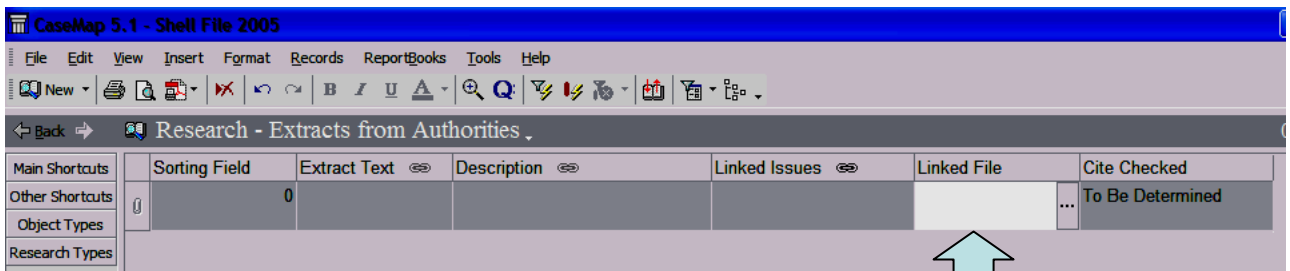 CaseMap 5.1 - Shell File 2005
File Edit View Insert Format Records ReportBooks Tools Help
New B I U A Q
Back Research - Extracts from Authorities
Main Shortcuts Sorting Field Extract Text Description Linked Issues Linked File Cite Checked
Other Shortcuts 0 ... To Be Determined
Object Types
Research Types